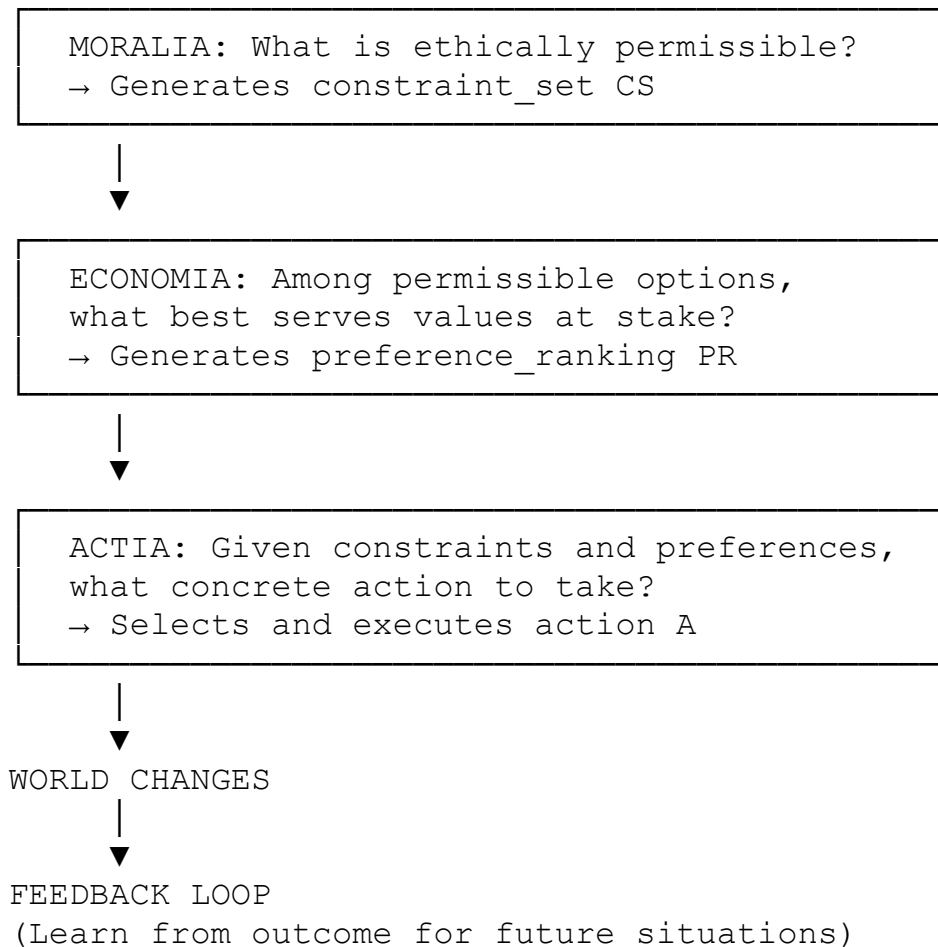 MORALIA: What is ethically permissible?
→ Generates constraint_set CS
ECONOMIA: Among permissible options,
what best serves values at stake?
→ Generates preference_ranking PR
ACTIA: Given constraints and preferences,
what concrete action to take?
→ Selects and executes action A
WORLD CHANGES
FEEDBACK LOOP
(Learn from outcome for future situations)